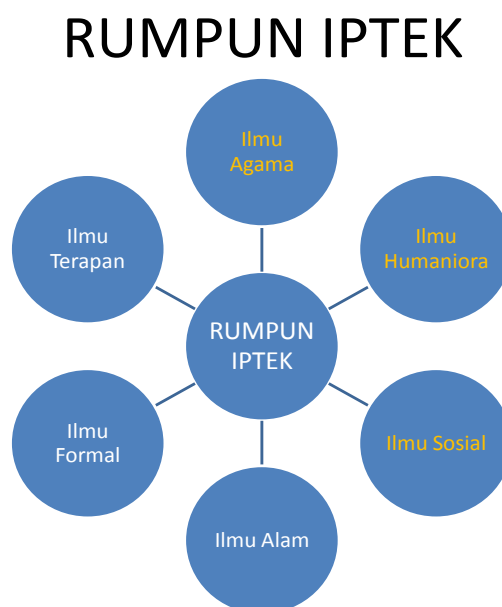 RUMPUN IPTEK
Ilmu
Agama
Ilmu
Humaniora
Ilmu Sosial
Ilmu Alam
Ilmu
Formal
Ilmu
Terapan
RUMPUN
IPTEK